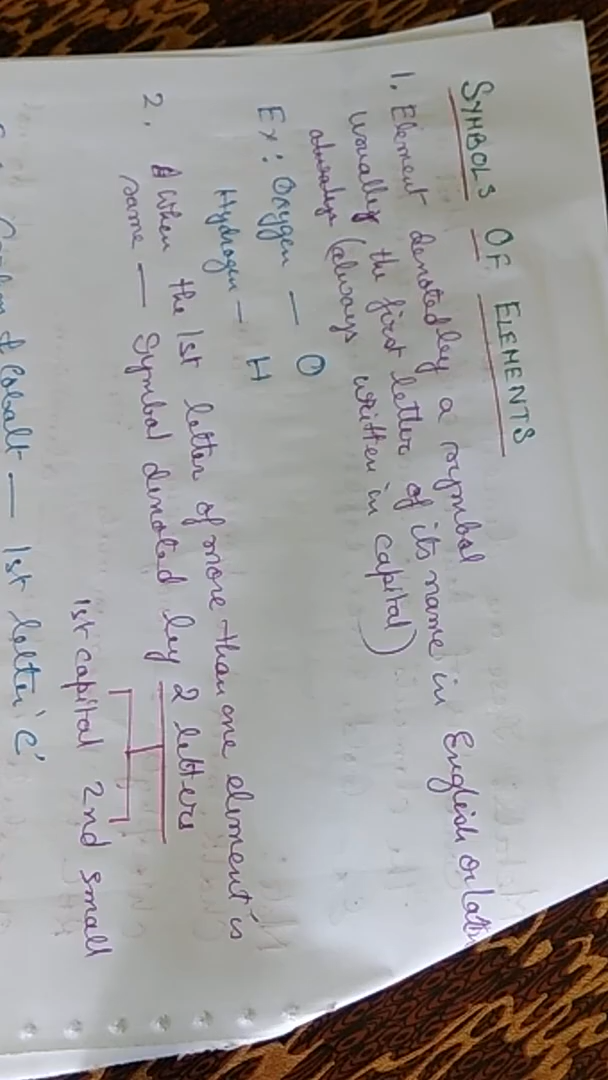 SYMBOLS OF ELEMENTS
1. Element denoted by a symbol
usually the first letter of its name in English or Latin
(always written in capital)
Ex: Oxygen — O
Hydrogen — H
2. When the 1st letter of more than one element is
same — Symbol denoted by 2 letters
1st capital 2nd small
& Cobalt — 1st letter 'C'